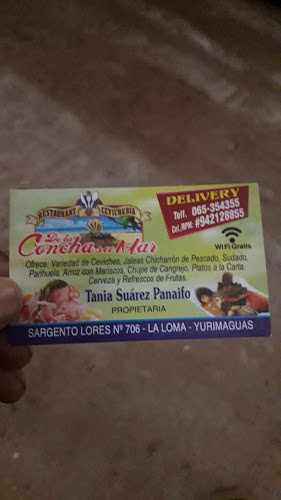 RESTAURANT CEVICHERIA
De la
Concha su Mar
DELIVERY
Telf. 065-354355
Cel./RPM: #942128855
WiFi Gratis
Ofrece: Variedad de Ceviches, Jaleas Chicharrón de Pescado, Sudado,
Parihuela, Arroz con Mariscos, Chupe de Cangrejo, Platos a la Carta.
Cerveza y Refrescos de Frutas.
Tania Suárez Panaifo
PROPIETARIA
SARGENTO LORES Nº 706 - LA LOMA - YURIMAGUAS